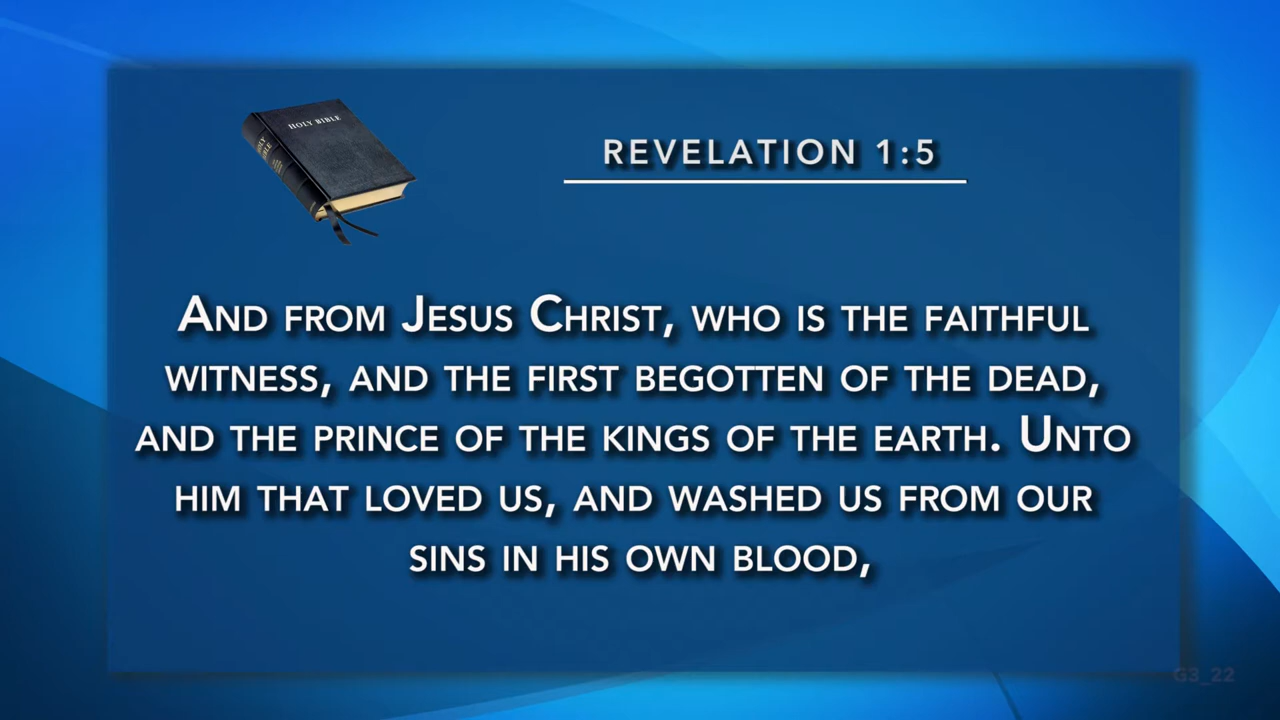 HOLY BIBLE
REVELATION 1:5
And from Jesus Christ, who is the faithful
witness, and the first begotten of the dead,
and the prince of the kings of the earth. Unto
him that loved us, and washed us from our
sins in his own blood,
G3_22